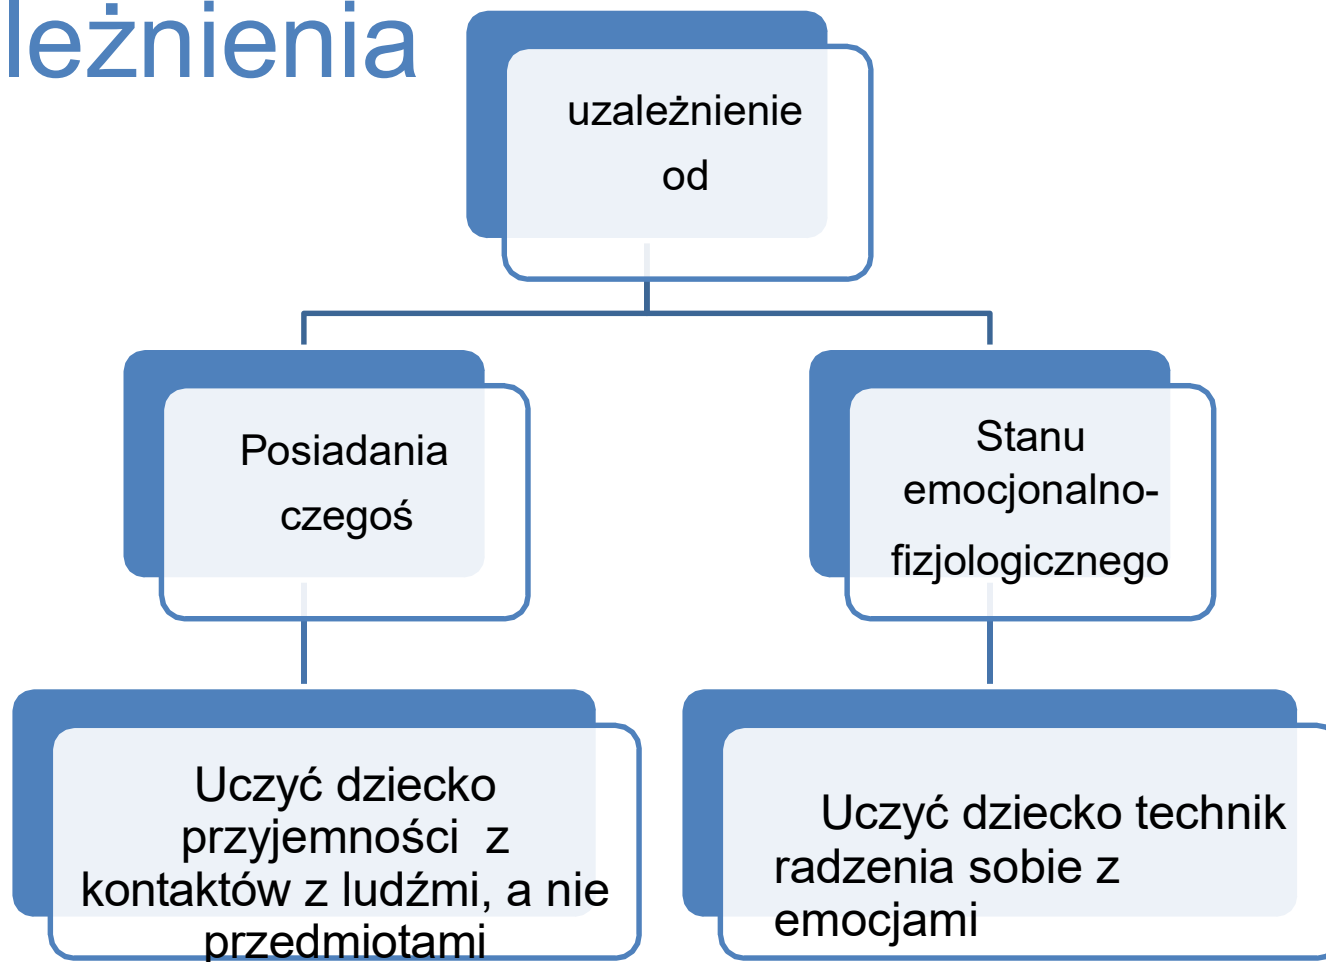 leżnienia
uzależnienie
od
Posiadania
czegoś
Stanu
emocjonalno-
fizjologicznego
Uczyć dziecko
przyjemności z
kontaktów z ludźmi, a nie
przedmiotami
Uczyć dziecko technik
radzenia sobie z
emocjami